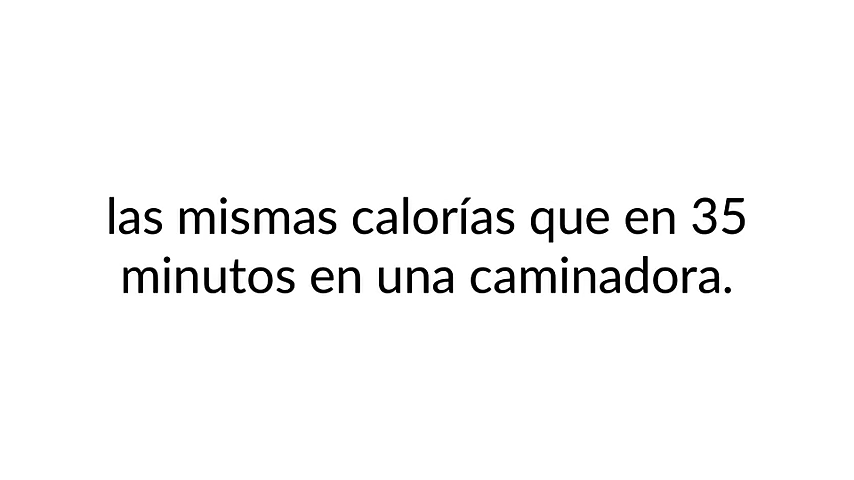 las mismas calorías que en 35
minutos en una caminadora.